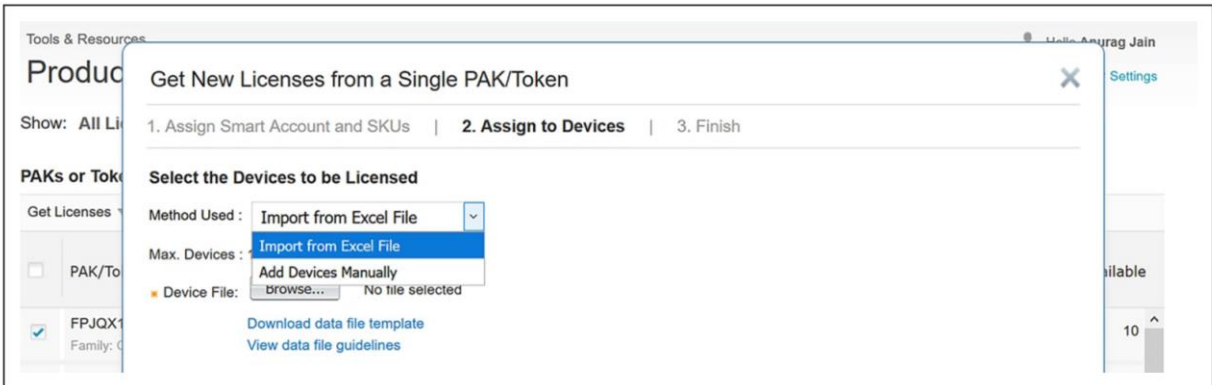 Tools & Resources
Hello Anurag Jain
Produc
Settings
Get New Licenses from a Single PAK/Token
Show: All Li
1. Assign Smart Account and SKUs | 2. Assign to Devices | 3. Finish
PAKs or Tok
Select the Devices to be Licensed
Get Licenses
Method Used : Import from Excel File
Import from Excel File
Max. Devices :
Add Devices Manually
PAK/To
ilable
Device File: Browse... No file selected
FPJQX1
Download data file template
10
Family:
View data file guidelines